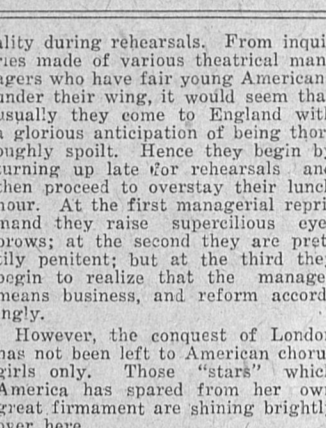 ality during rehearsals. From inqui
ries made of various theatrical man
agers who have fair young American
under their wing, it would seem tha
usually they come to England with
a glorious anticipation of being thor
oughly spoilt. Hence they begin by
turning up late for rehearsals and
then proceed to overstay their lunc
hour. At the first managerial repri
mand they raise supercilious eye
brows; at the second they are pret
tily penitent; but at the third the
begin to realize that the manage
means business, and reform accord
ingly.
However, the conquest of London
has not been left to American choru
girls only. Those "stars" which
America has spared from her own
great firmament are shining brightl
over here